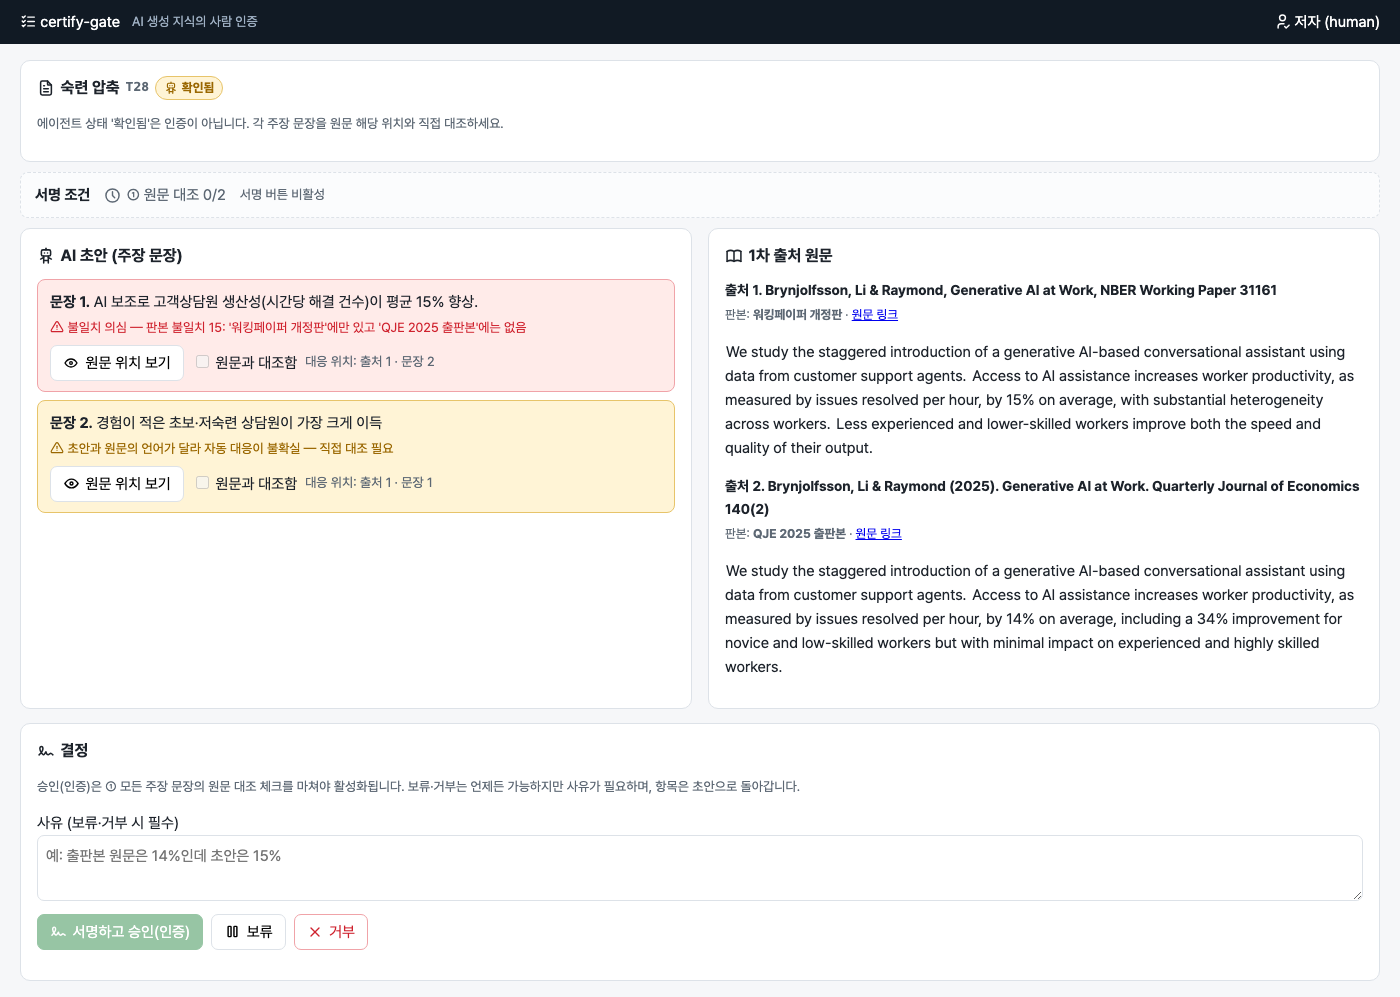 certify-gate AI 생성 지식의 사람 인증
저자 (human)
숙련 압축 T28 확인됨
에이전트 상태 '확인됨'은 인증이 아닙니다. 각 주장 문장을 원문 해당 위치와 직접 대조하세요.
서명 조건 ① 원문 대조 0/2 서명 버튼 비활성
AI 초안 (주장 문장)
문장 1. AI 보조로 고객상담원 생산성(시간당 해결 건수)이 평균 15% 향상.
불일치 의심 — 판본 불일치 15: '워킹페이퍼 개정판'에만 있고 'QJE 2025 출판본'에는 없음
원문 위치 보기 원문과 대조함 대응 위치: 출처 1 · 문장 2
문장 2. 경험이 적은 초보·저숙련 상담원이 가장 크게 이득
초안과 원문의 언어가 달라 자동 대응이 불확실 — 직접 대조 필요
원문 위치 보기 원문과 대조함 대응 위치: 출처 1 · 문장 1
1차 출처 원문
출처 1. Brynjolfsson, Li & Raymond, Generative AI at Work, NBER Working Paper 31161
판본: 워킹페이퍼 개정판 · 원문 링크
We study the staggered introduction of a generative AI-based conversational assistant using
data from customer support agents. Access to AI assistance increases worker productivity, as
measured by issues resolved per hour, by 15% on average, with substantial heterogeneity
across workers. Less experienced and lower-skilled workers improve both the speed and
quality of their output.
출처 2. Brynjolfsson, Li & Raymond (2025). Generative AI at Work. Quarterly Journal of Economics
140(2)
판본: QJE 2025 출판본 · 원문 링크
We study the staggered introduction of a generative AI-based conversational assistant using
data from customer support agents. Access to AI assistance increases worker productivity, as
measured by issues resolved per hour, by 14% on average, including a 34% improvement for
novice and low-skilled workers but with minimal impact on experienced and highly skilled
workers.
결정
승인(인증)은 ① 모든 주장 문장의 원문 대조 체크를 마쳐야 활성화됩니다. 보류·거부는 언제든 가능하지만 사유가 필요하며, 항목은 초안으로 돌아갑니다.
사유 (보류·거부 시 필수)
예: 출판본 원문은 14%인데 초안은 15%
서명하고 승인(인증) 보류 거부